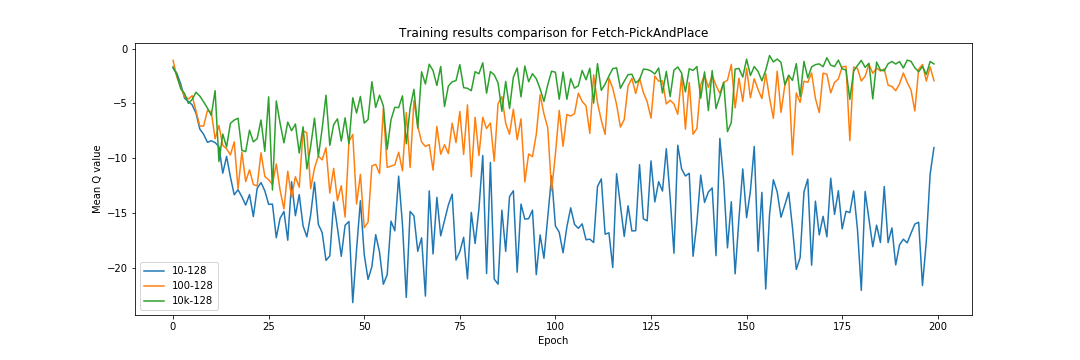 Training results comparison for Fetch-PickAndPlace
Mean Q value
0
−5
−10
−15
−20
10-128
100-128
10k-128
0 25 50 75 100 125 150 175 200
Epoch